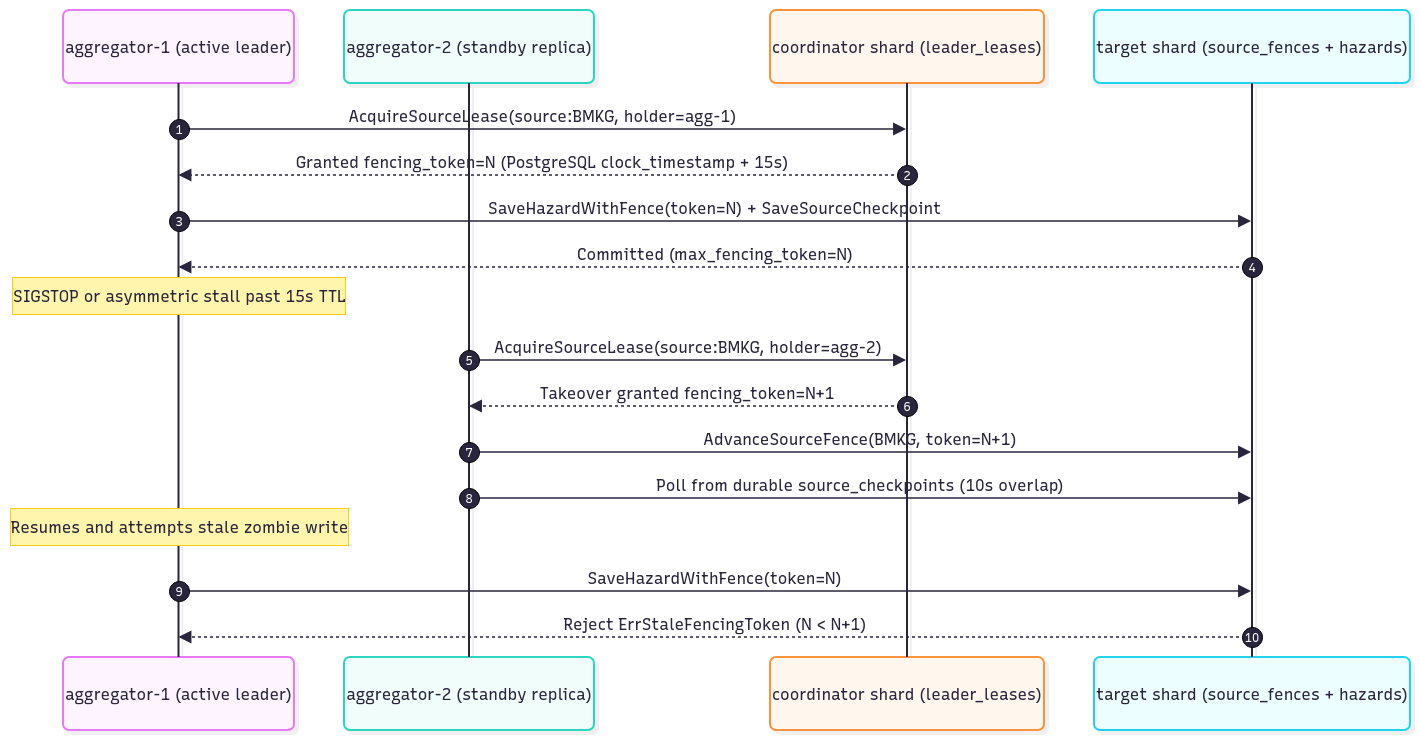 aggregator-1 (active leader)
aggregator-2 (standby replica)
coordinator shard (leader_leases)
target shard (source_fences + hazards)
AcquireSourceLease(source:BMKG, holder=agg-1)
1
Granted fencing_token=N (PostgreSQL clock_timestamp + 15s)
2
SaveHazardWithFence(token=N) + SaveSourceCheckpoint
3
Committed (max_fencing_token=N)
4
SIGSTOP or asymmetric stall past 15s TTL
AcquireSourceLease(source:BMKG, holder=agg-2)
5
Takeover granted fencing_token=N+1
6
AdvanceSourceFence(BMKG, token=N+1)
7
Poll from durable source_checkpoints (10s overlap)
8
Resumes and attempts stale zombie write
SaveHazardWithFence(token=N)
9
Reject ErrStaleFencingToken (N < N+1)
10
aggregator-1 (active leader)
aggregator-2 (standby replica)
coordinator shard (leader_leases)
target shard (source_fences + hazards)